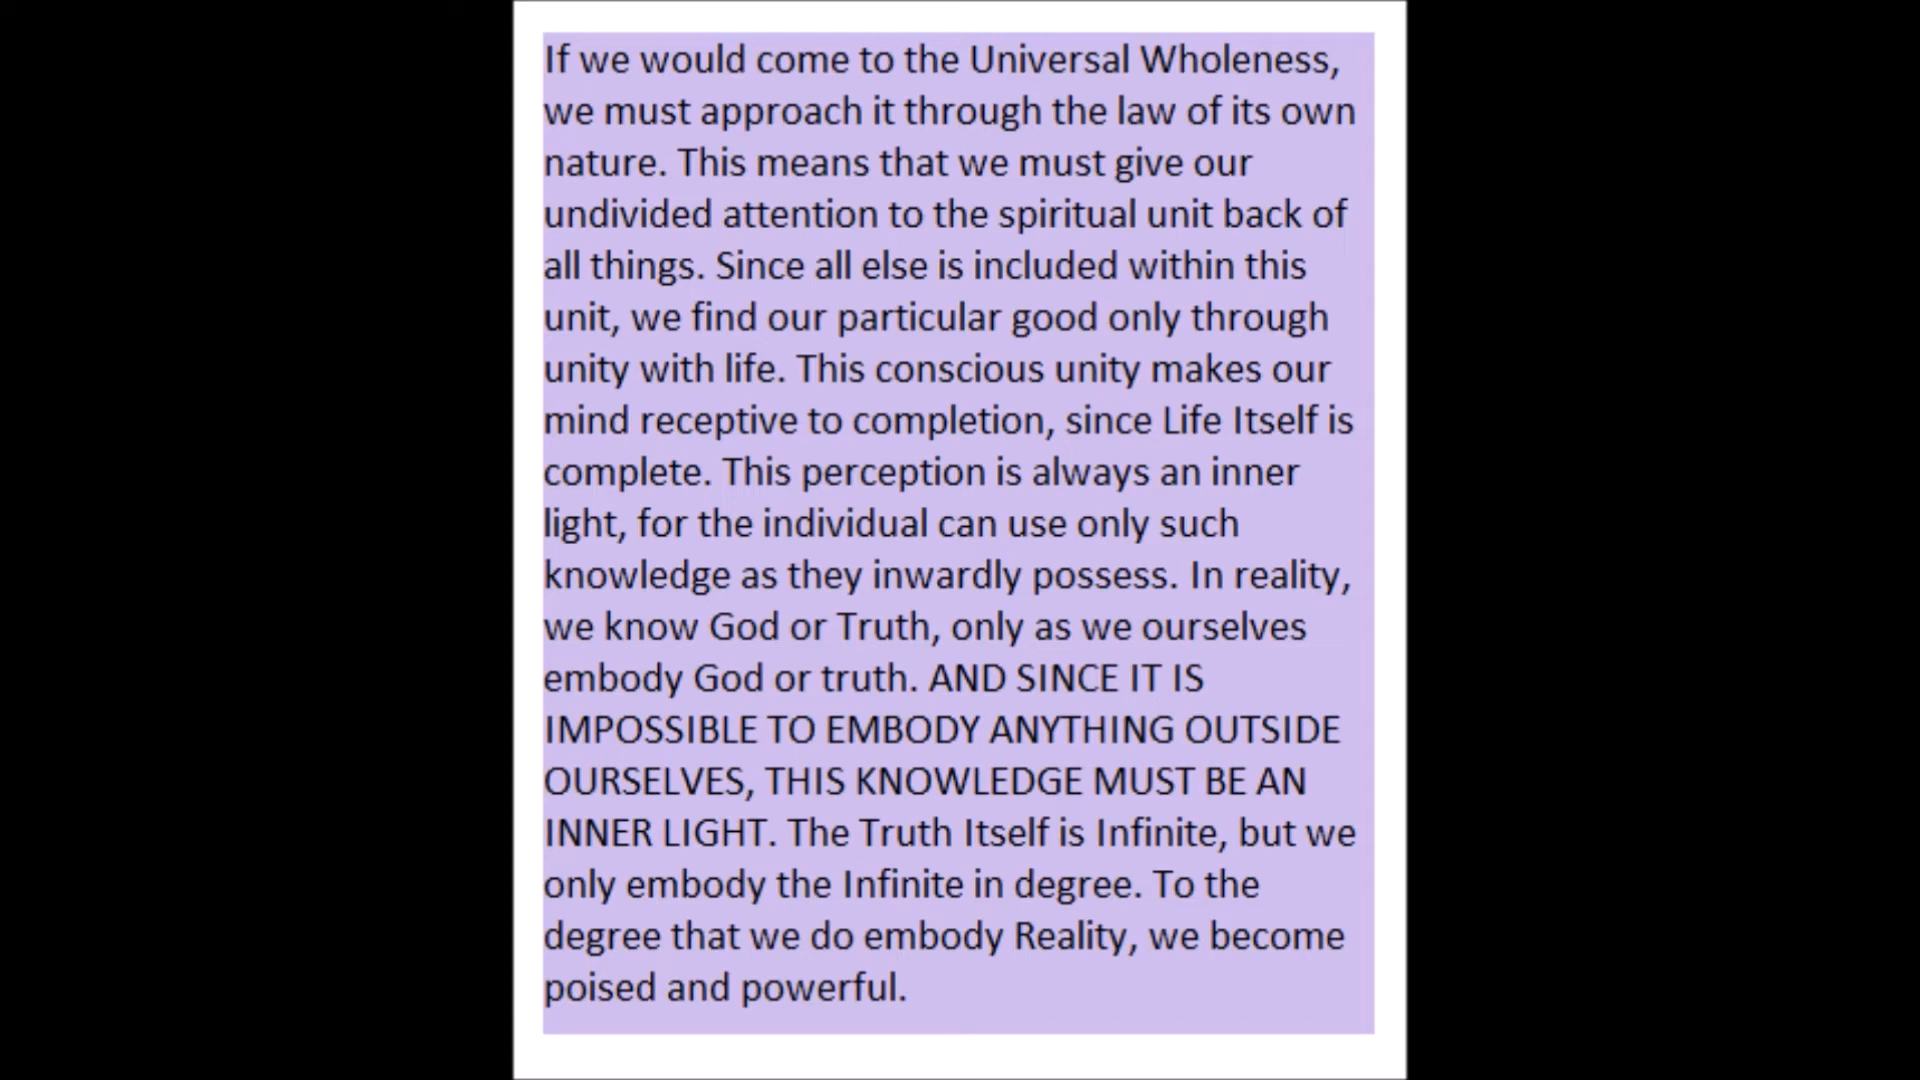 If we would come to the Universal Wholeness,
we must approach it through the law of its own
nature. This means that we must give our
undivided attention to the spiritual unit back of
all things. Since all else is included within this
unit, we find our particular good only through
unity with life. This conscious unity makes our
mind receptive to completion, since Life Itself is
complete. This perception is always an inner
light, for the individual can use only such
knowledge as they inwardly possess. In reality,
we know God or Truth, only as we ourselves
embody God or truth. AND SINCE IT IS
IMPOSSIBLE TO EMBODY ANYTHING OUTSIDE
OURSELVES, THIS KNOWLEDGE MUST BE AN
INNER LIGHT. The Truth Itself is Infinite, but we
only embody the Infinite in degree. To the
degree that we do embody Reality, we become
poised and powerful.